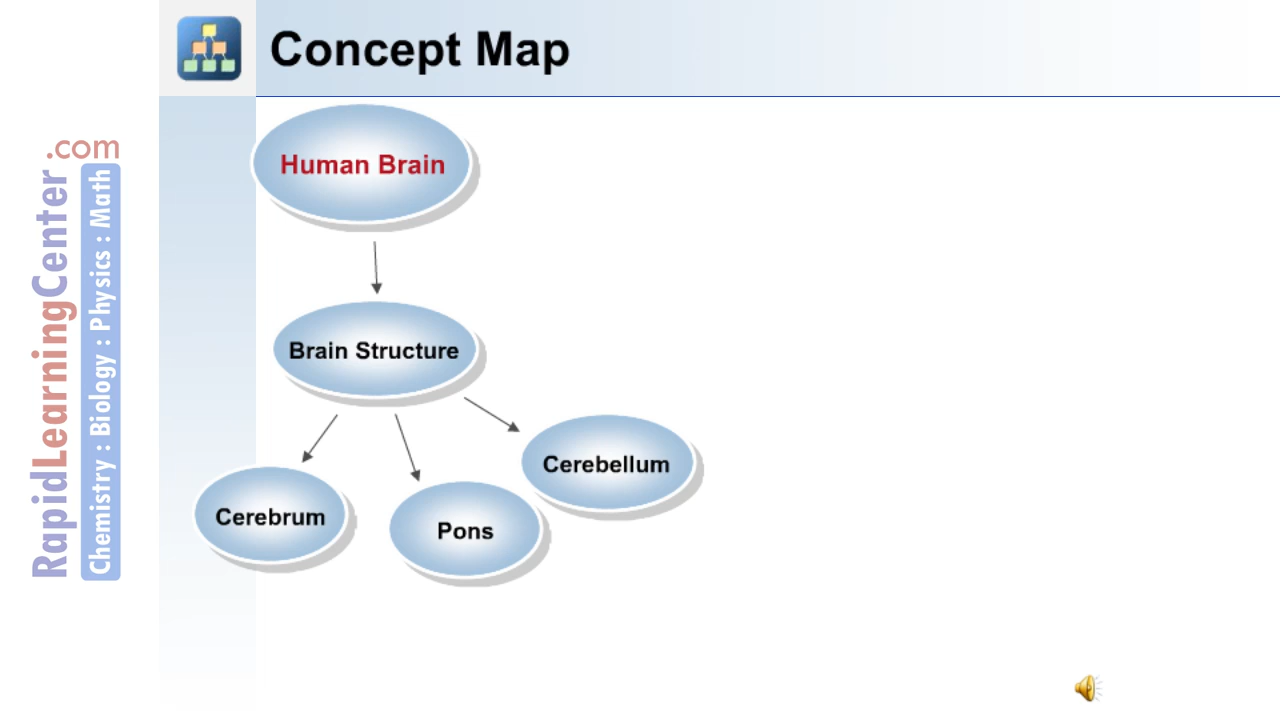 Concept Map
Human Brain
Brain Structure
Cerebellum
Cerebrum
Pons
RapidLearningCenter.com
Chemistry : Biology : Physics : Math